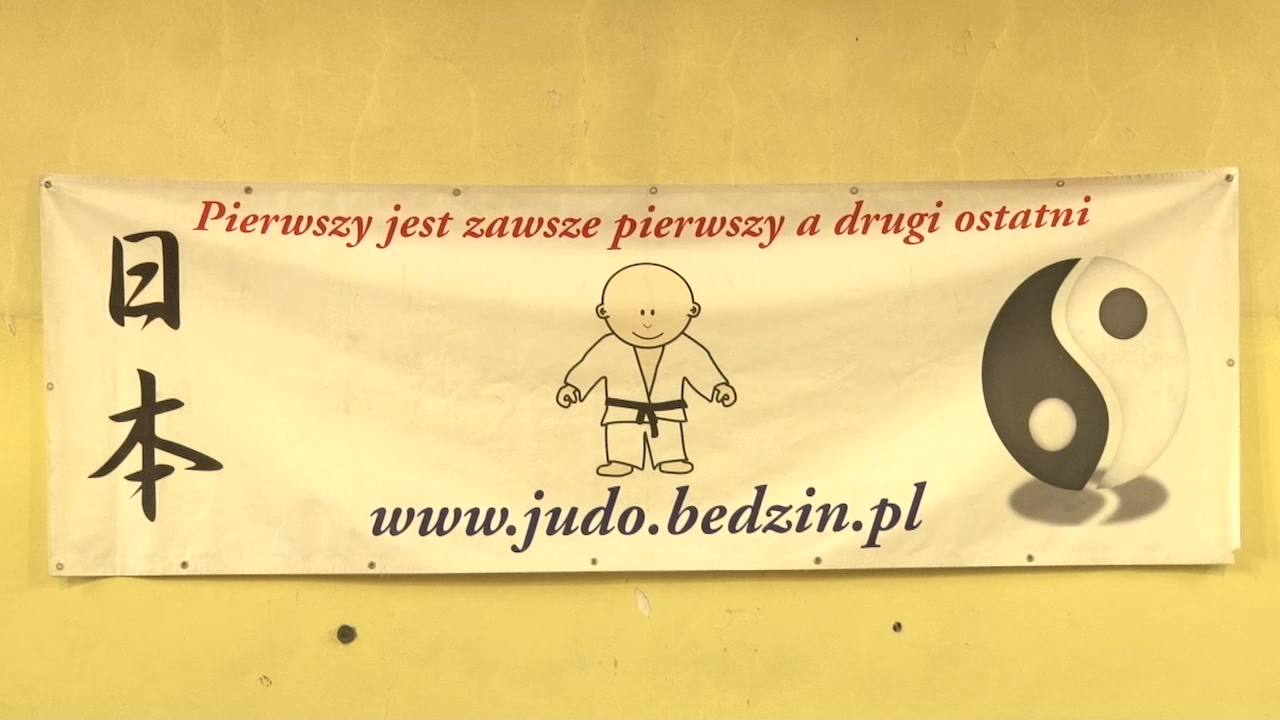 Pierwszy jest zawsze pierwszy a drugi ostatni
日本
www.judo.bedzin.pl